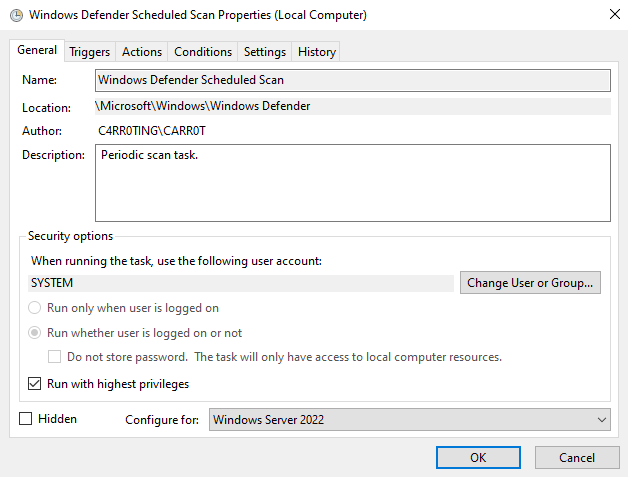 Windows Defender Scheduled Scan Properties (Local Computer)
General Triggers Actions Conditions Settings History
Name: Windows Defender Scheduled Scan
Location: \Microsoft\Windows\Windows Defender
Author: C4RR0TING\CARR0T
Description: Periodic scan task.
Security options
When running the task, use the following user account:
SYSTEM Change User or Group...
Run only when user is logged on
Run whether user is logged on or not
Do not store password. The task will only have access to local computer resources.
Run with highest privileges
Hidden Configure for: Windows Server 2022
OK Cancel